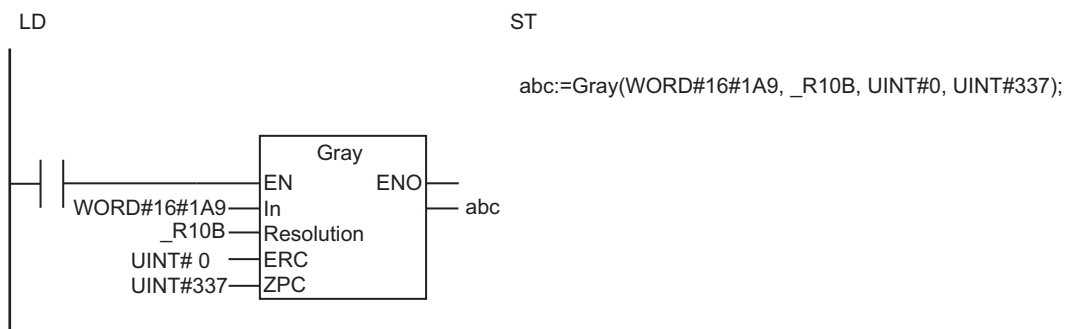 LD
ST
abc:=Gray(WORD#16#1A9, _R10B, UINT#0, UINT#337);
Gray
EN ENO
WORD#16#1A9 In abc
_R10B Resolution
UINT# 0 ERC
UINT#337 ZPC